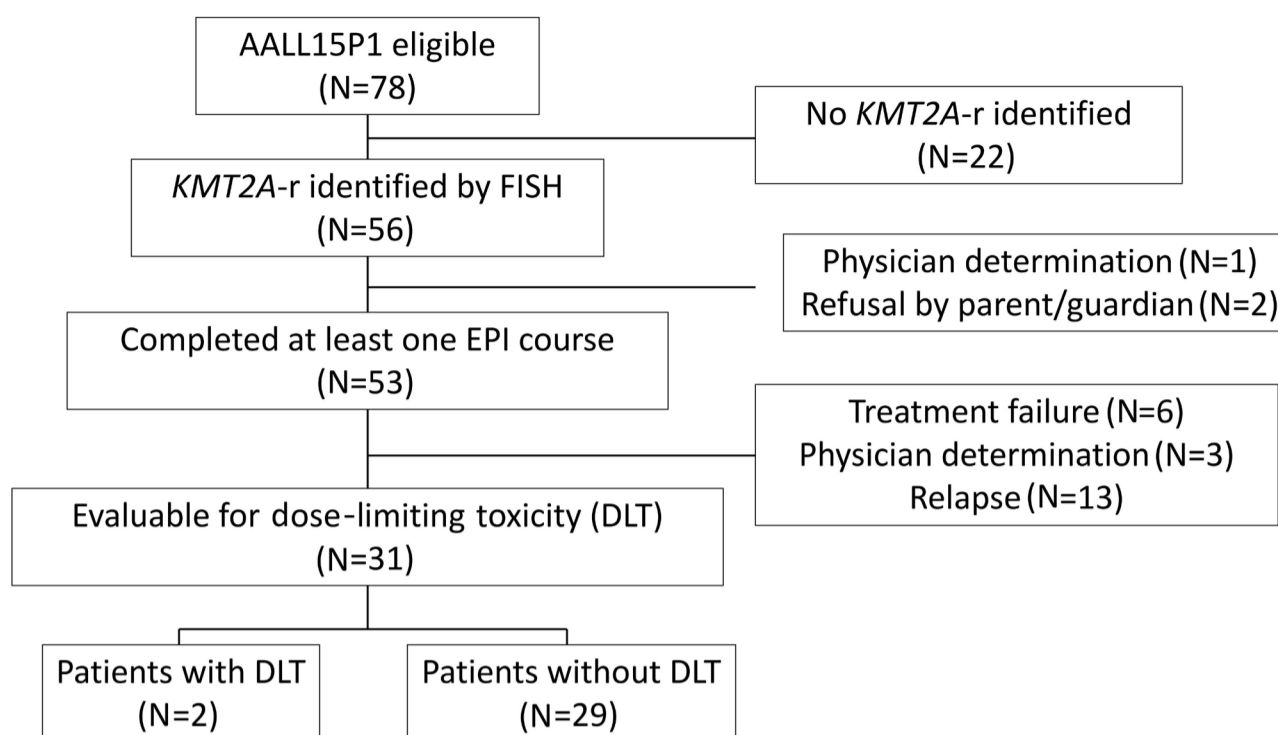 AALL15P1 eligible
(N=78)
No KMT2A-r identified
(N=22)
KMT2A-r identified by FISH
(N=56)
Physician determination (N=1)
Refusal by parent/guardian (N=2)
Completed at least one EPI course
(N=53)
Treatment failure (N=6)
Physician determination (N=3)
Relapse (N=13)
Evaluable for dose-limiting toxicity (DLT)
(N=31)
Patients with DLT
(N=2)
Patients without DLT
(N=29)